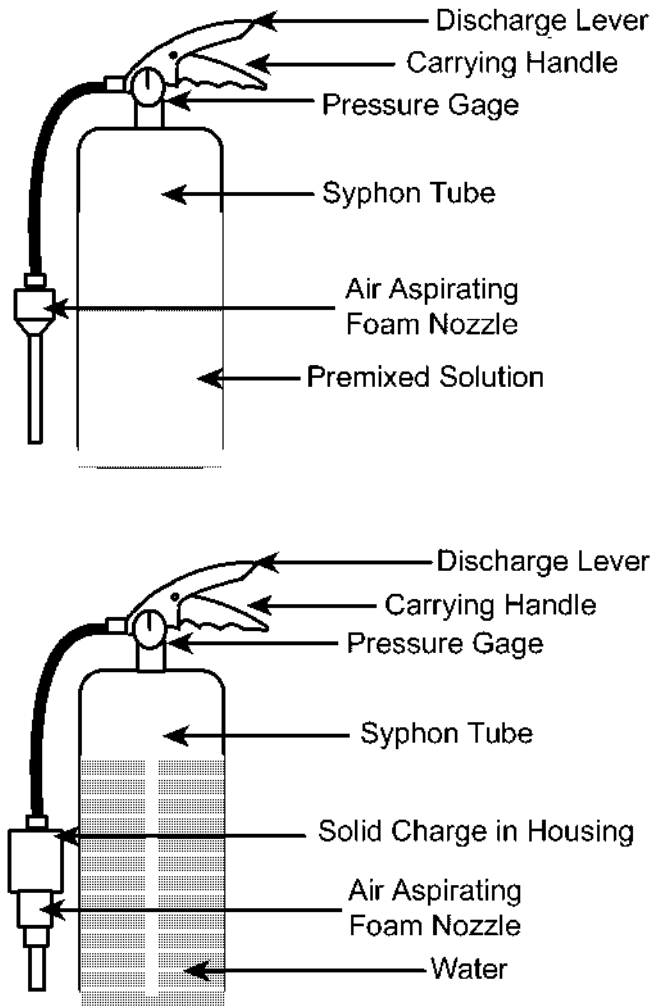 Discharge Lever
Carrying Handle
Pressure Gage
Syphon Tube
Air Aspirating
Foam Nozzle
Premixed Solution
Discharge Lever
Carrying Handle
Pressure Gage
Syphon Tube
Solid Charge in Housing
Air Aspirating
Foam Nozzle
Water